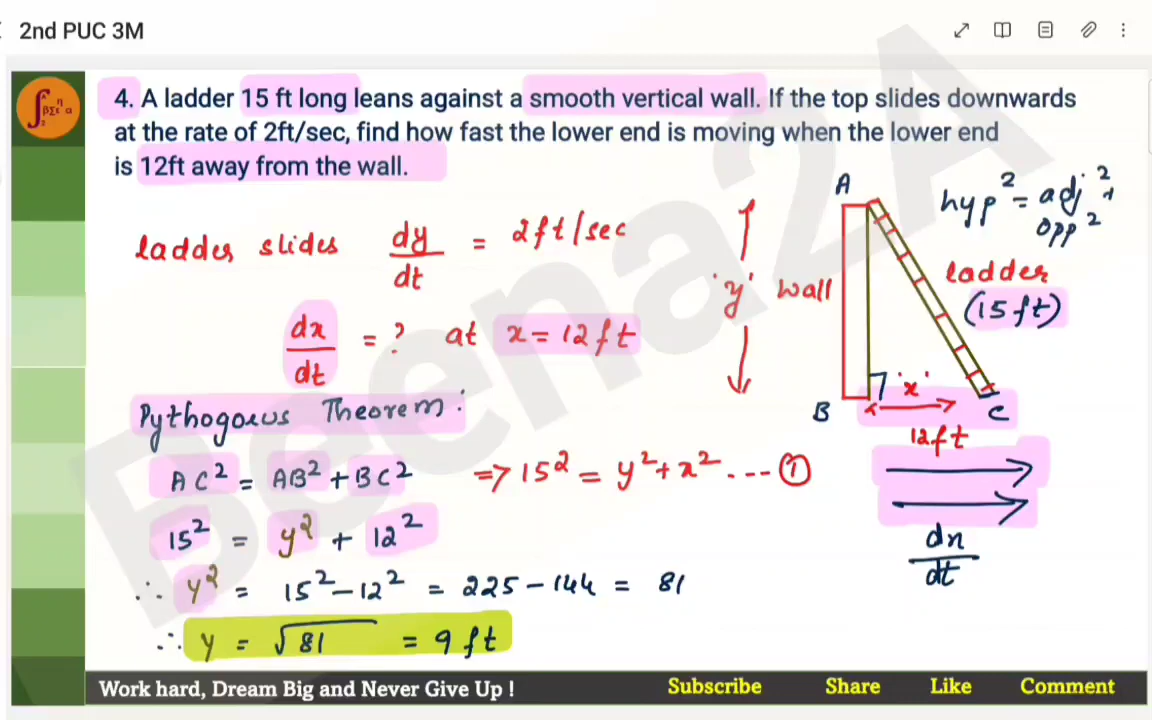 2nd PUC 3M
4. A ladder 15 ft long leans against a smooth vertical wall. If the top slides downwards
at the rate of 2ft/sec, find how fast the lower end is moving when the lower end
is 12ft away from the wall.
ladder slides dy/dt = 2ft/sec
dx/dt = ? at x = 12ft
Pythogorus Theorem:
AC² = AB² + BC² => 15² = y² + x² ... ①
15² = y² + 12²
∴ y² = 15² – 12² = 225 – 144 = 81
∴ y = √81 = 9 ft
'y' wall
A
hyp² = adj² +
opp²
ladder
(15ft)
'x'
B
C
12ft
dx/dt
Beena2A
Work hard, Dream Big and Never Give Up ! Subscribe Share Like Comment